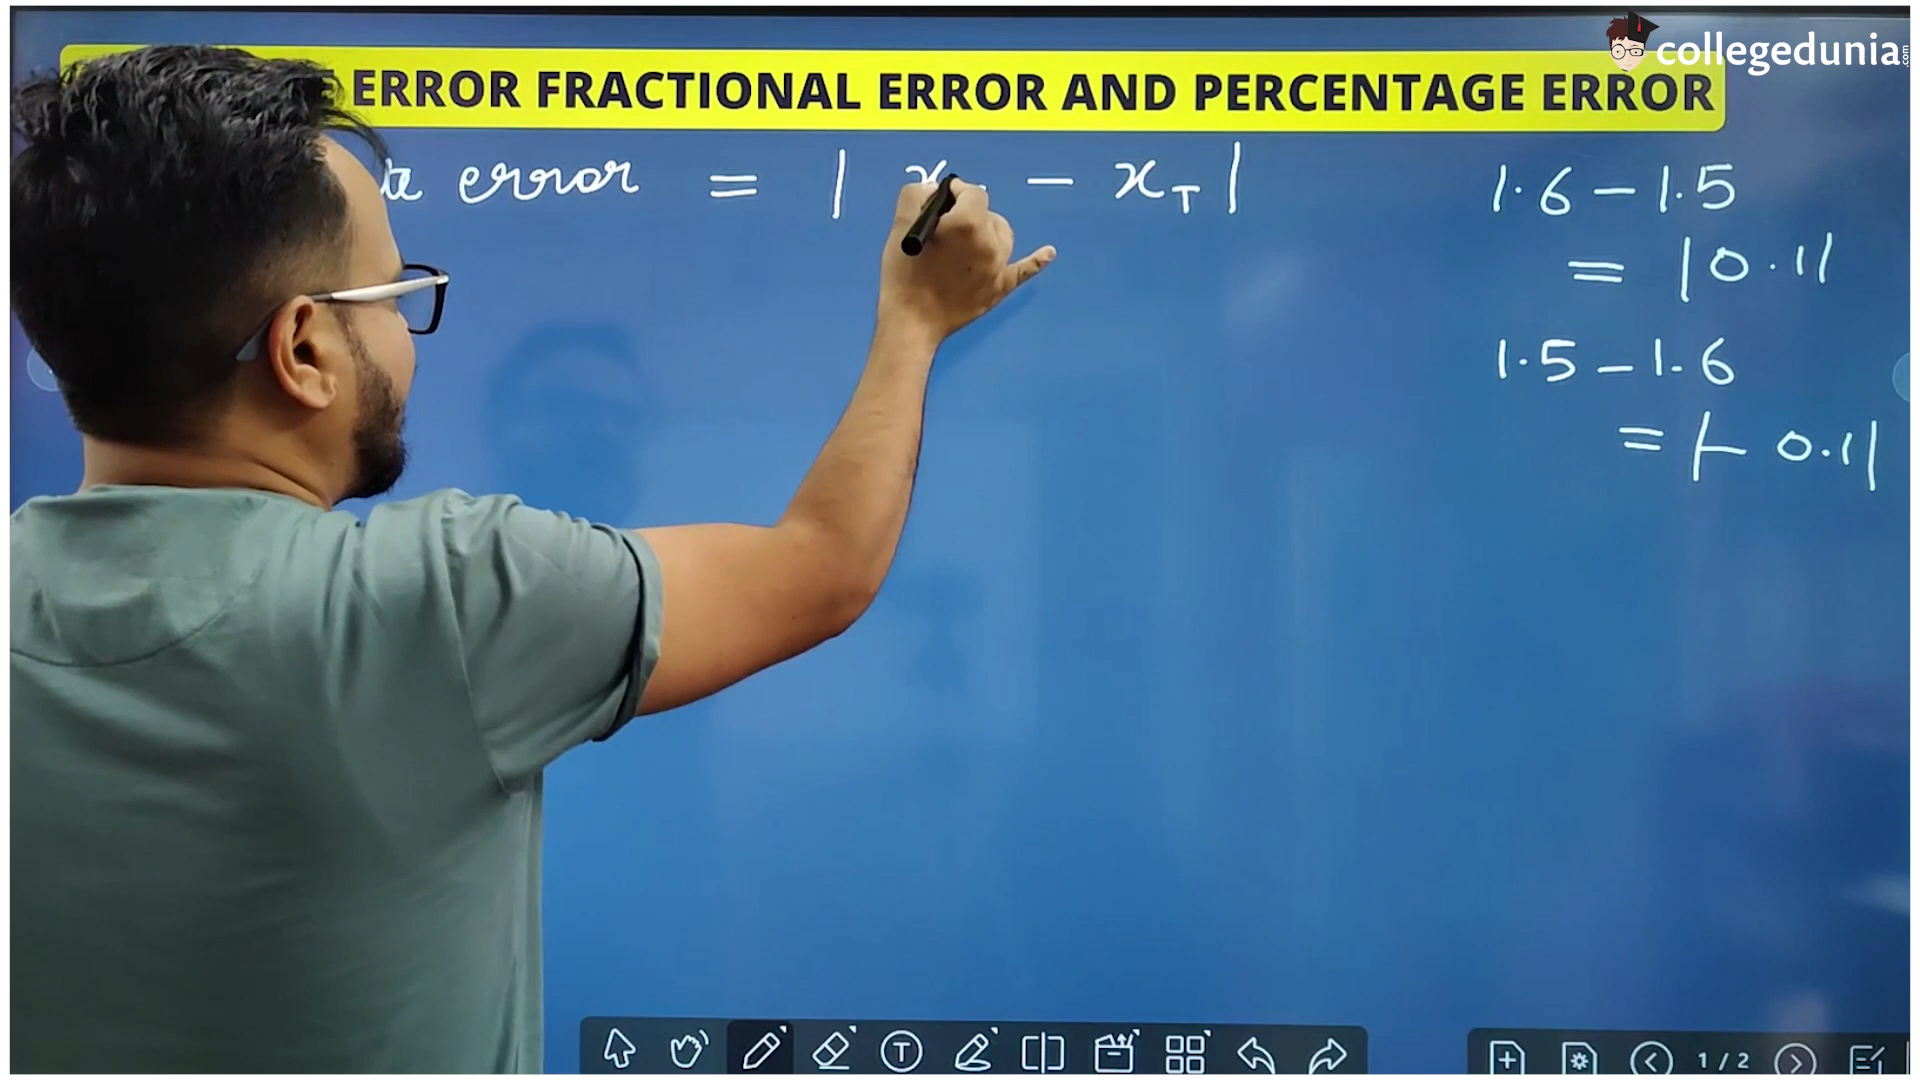 collegedunia
.com
E ERROR FRACTIONAL ERROR AND PERCENTAGE ERROR
error = | x - x_T |
1.6 - 1.5
= |0.1|
1.5 - 1.6
= |- 0.1|
T
1 / 2